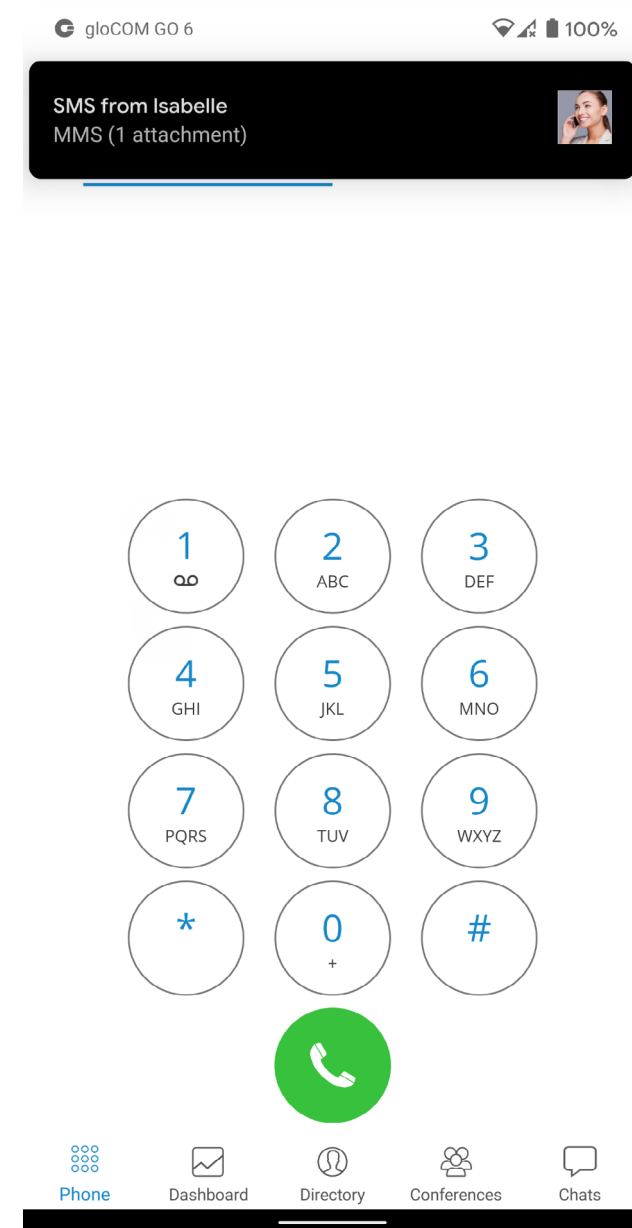 gloCOM GO 6
100%
SMS from Isabelle
MMS (1 attachment)
1
2
ABC
3
DEF
4
GHI
5
JKL
6
MNO
7
PQRS
8
TUV
9
WXYZ
*
0
+
#
Phone
Dashboard
Directory
Conferences
Chats